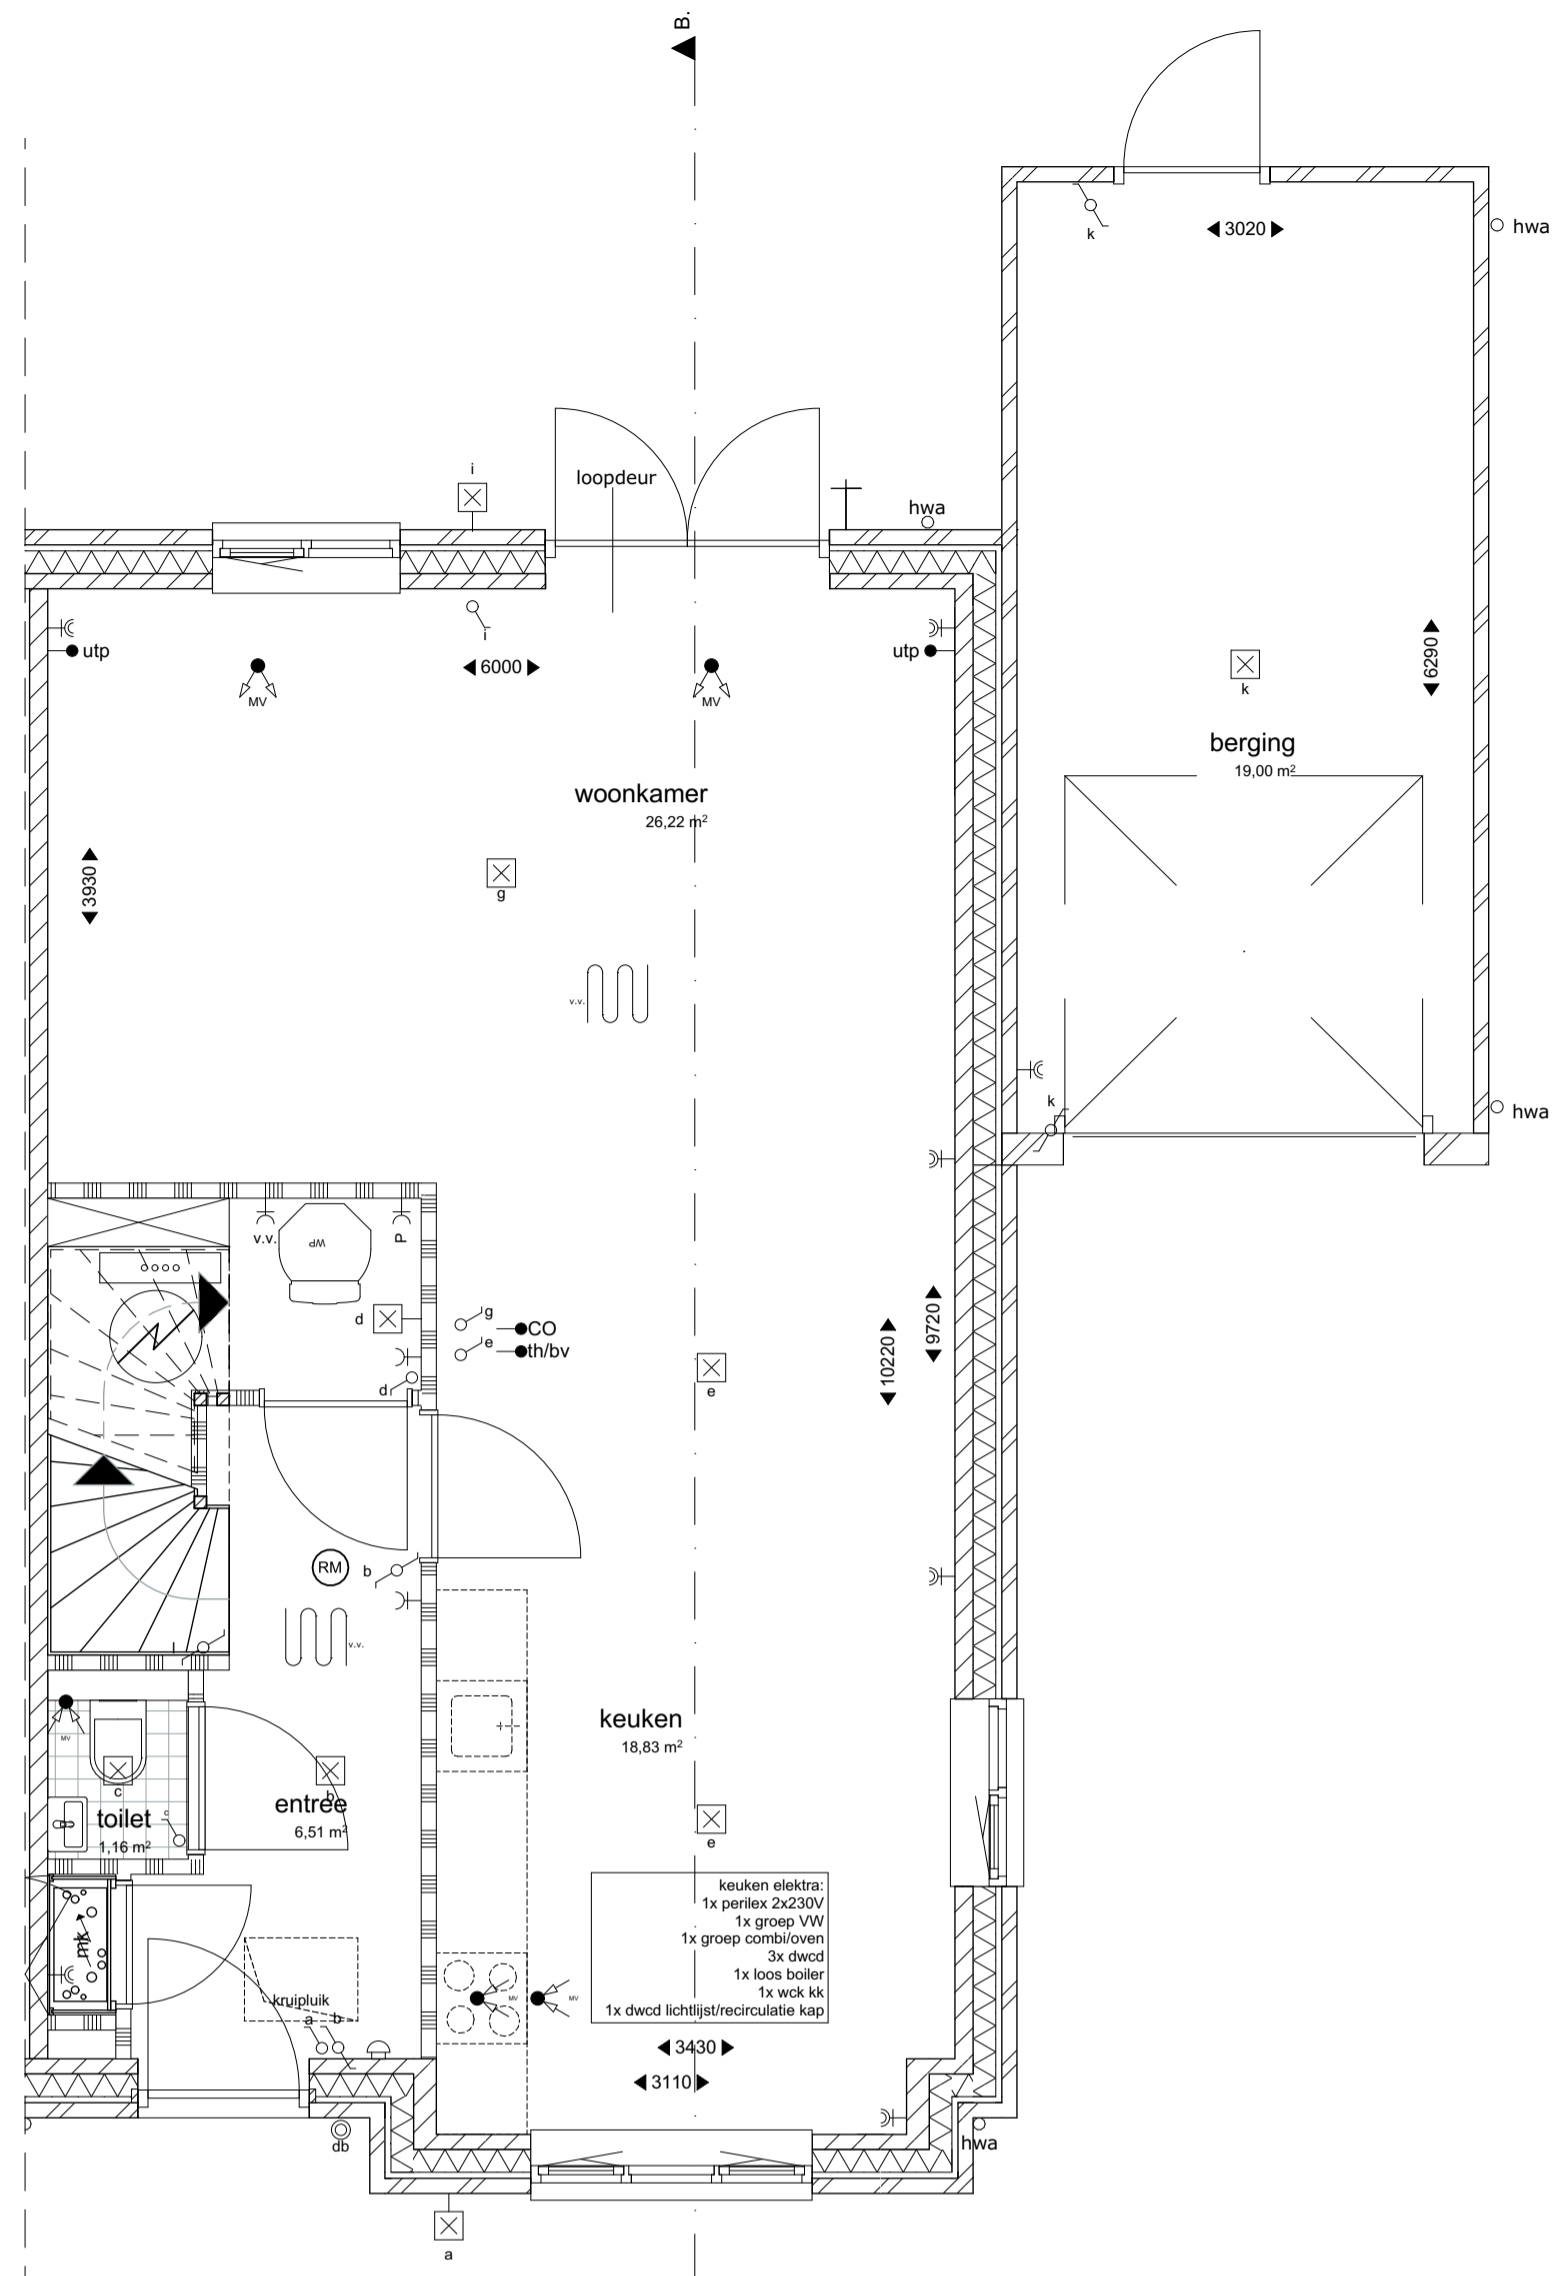 B.
k
3020
hwa
i
loopdeur
hwa
i
utp
6000
utp
MV
MV
6290
k
berging
19,00 m²
woonkamer
26,22 m²
3930
g
v.v.
k
hwa
v.v.
WP
P
d
g
CO
e
th/bv
d
9720
10220
e
RM
b
v.v.
l
MV
c
toilet
1,16 m²
c
b
entree
6,51 m²
keuken
18,83 m²
e
keuken elektra:
1x perilex 2x230V
1x groep VW
1x groep combi/oven
3x dwcd
1x loos boiler
1x wck kk
1x dwcd lichtlijst/recirculatie kap
mk
kruipluik
a b
MV
MV
3430
3110
db
hwa
a